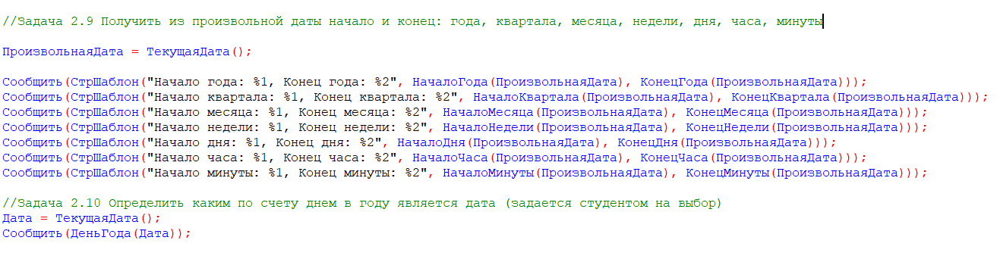 //Задача 2.9 Получить из произвольной даты начало и конец: года, квартала, месяца, недели, дня, часа, минуты
ПроизвольнаяДата = ТекущаяДата();
Сообщить(СтрШаблон("Начало года: %1, Конец года: %2", НачалоГода(ПроизвольнаяДата), КонецГода(ПроизвольнаяДата)));
Сообщить(СтрШаблон("Начало квартала: %1, Конец квартала: %2", НачалоКвартала(ПроизвольнаяДата), КонецКвартала(ПроизвольнаяДата)));
Сообщить(СтрШаблон("Начало месяца: %1, Конец месяца: %2", НачалоМесяца(ПроизвольнаяДата), КонецМесяца(ПроизвольнаяДата)));
Сообщить(СтрШаблон("Начало недели: %1, Конец недели: %2", НачалоНедели(ПроизвольнаяДата), КонецНедели(ПроизвольнаяДата)));
Сообщить(СтрШаблон("Начало дня: %1, Конец дня: %2", НачалоДня(ПроизвольнаяДата), КонецДня(ПроизвольнаяДата)));
Сообщить(СтрШаблон("Начало часа: %1, Конец часа: %2", НачалоЧаса(ПроизвольнаяДата), КонецЧаса(ПроизвольнаяДата)));
Сообщить(СтрШаблон("Начало минуты: %1, Конец минуты: %2", НачалоМинуты(ПроизвольнаяДата), КонецМинуты(ПроизвольнаяДата)));
//Задача 2.10 Определить каким по счету днем в году является дата (задается студентом на выбор)
Дата = ТекущаяДата();
Сообщить(ДеньГода(Дата));